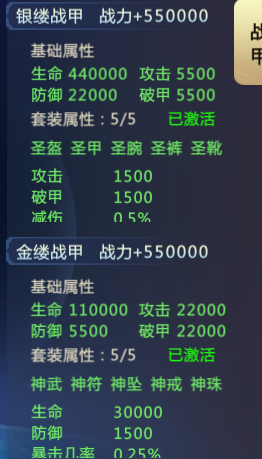 银缕战甲 战力+550000
基础属性
生命 440000 攻击 5500
防御 22000 破甲 5500
套装属性：5/5 已激活
圣盔 圣甲 圣腕 圣裤 圣靴
攻击 1500
破甲 1500
减伤 0.5%
金缕战甲 战力+550000
基础属性
生命 110000 攻击 22000
防御 5500 破甲 22000
套装属性：5/5 已激活
神武 神符 神坠 神戒 神珠
生命 30000
防御 1500
暴击几率 0.25%
战
甲